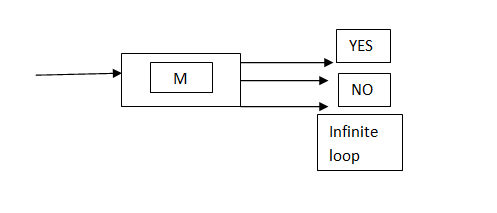 YES
M
NO
Infinite
loop